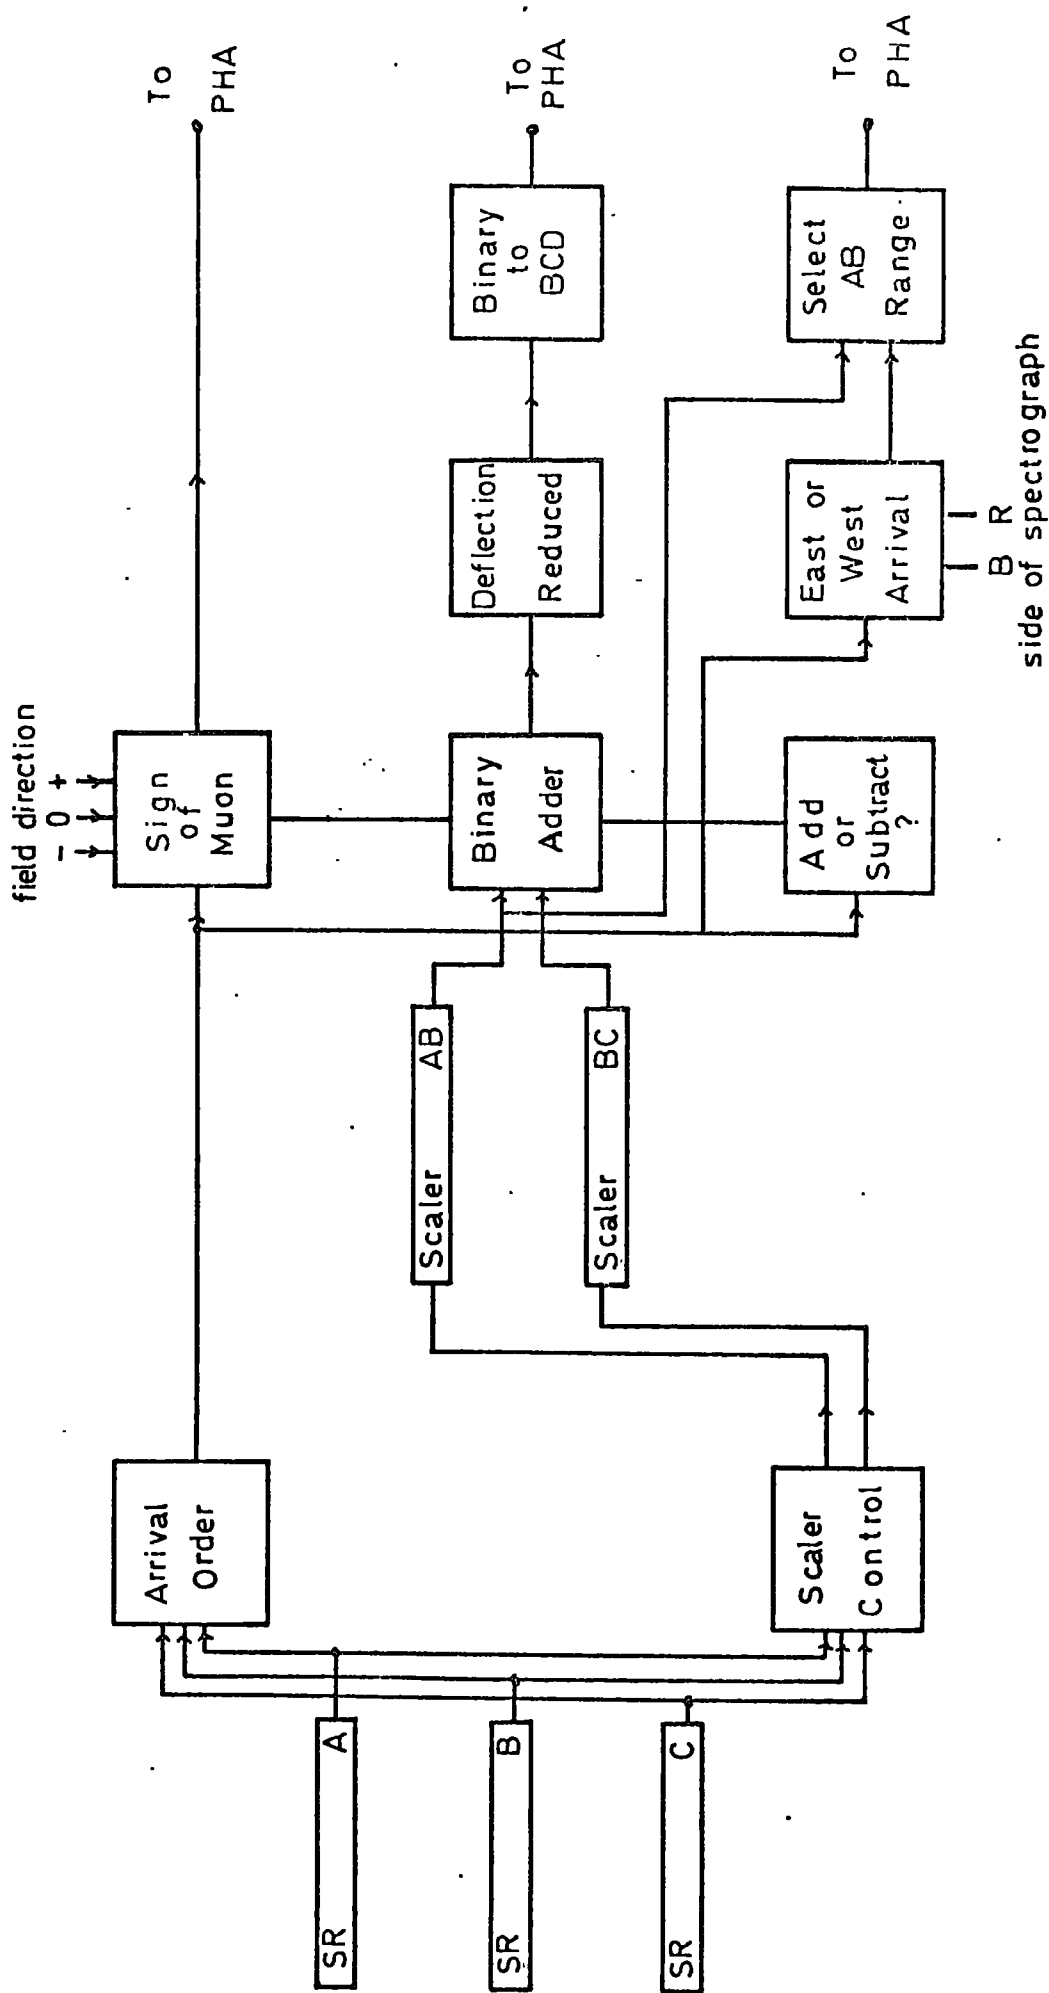 field direction
- 0 +
Arrival
Order
Sign
of
Muon
To
PHA
SR A
SR B
SR C
Scaler AB
Scaler BC
Binary
Adder
Deflection
Reduced
Binary
to
BCD
To
PHA
Scaler
Control
Add
or
Subtract
?
East or
West
Arrival
B R
side of spectrograph
Select
AB
Range
To
PHA